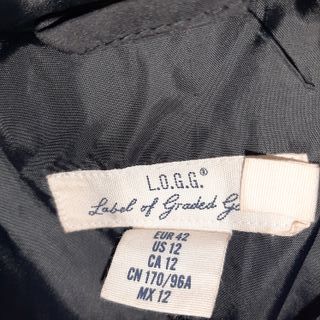 L.O.G.G.®
Label of Graded
EUR 42
US 12
CA 12
CN 170/96A
MX 12